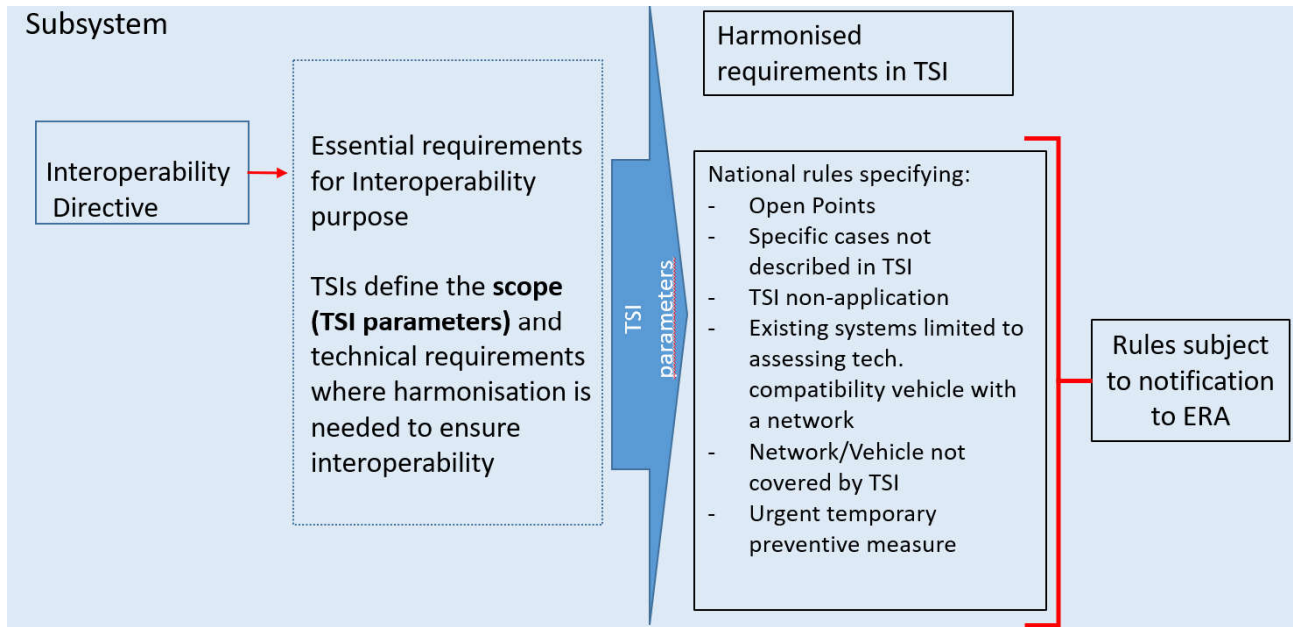 Subsystem
Interoperability
Directive
Essential requirements
for Interoperability
purpose
TSIs define the scope
(TSI parameters) and
technical requirements
where harmonisation is
needed to ensure
interoperability
TSI
parameters
Harmonised
requirements in TSI
National rules specifying:
- Open Points
- Specific cases not
described in TSI
- TSI non-application
- Existing systems limited to
assessing tech.
compatibility vehicle with
a network
- Network/Vehicle not
covered by TSI
- Urgent temporary
preventive measure
Rules subject
to notification
to ERA